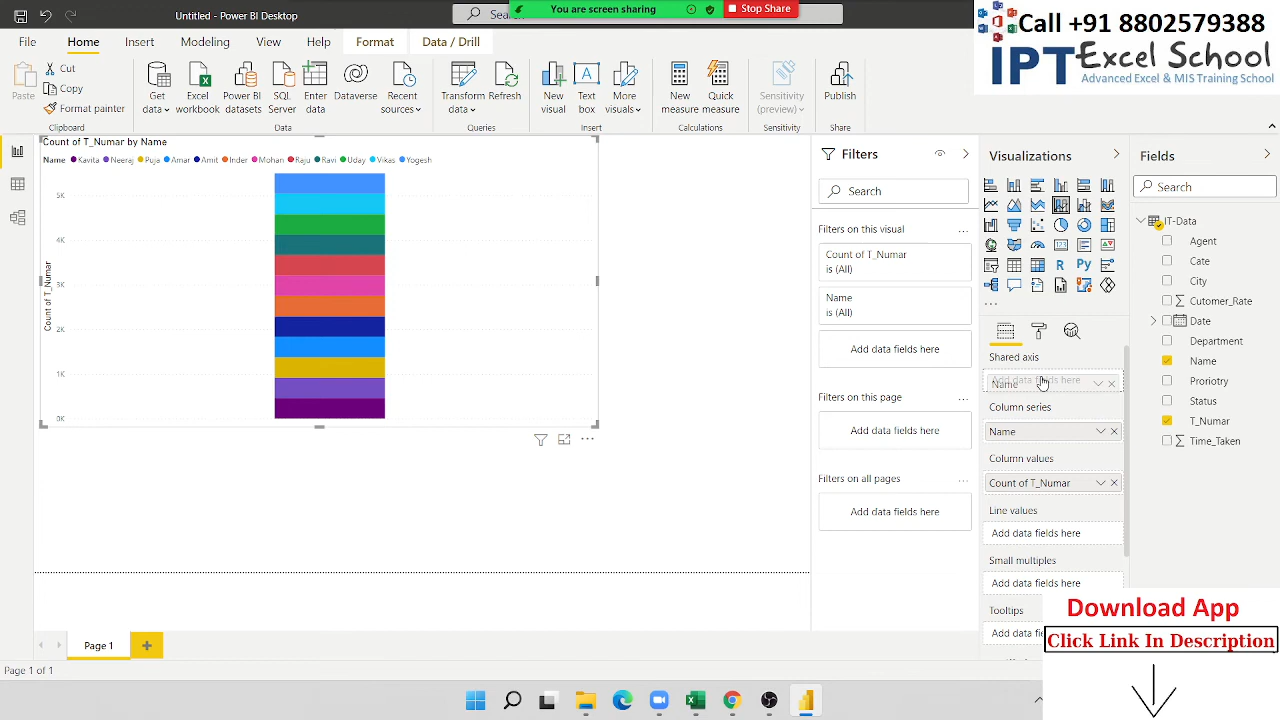 Untitled - Power BI Desktop
You are screen sharing
Stop Share
Call +91 8802579388
IPT Excel School
Advanced Excel & MIS Training School
File
Home
Insert
Modeling
View
Help
Format
Data / Drill
Paste
Cut
Copy
Format painter
Get data
Excel workbook
Power BI datasets
SQL Server
Enter data
Dataverse
Recent sources
Transform data
Refresh
New visual
Text box
More visuals
New measure
Quick measure
Sensitivity (preview)
Publish
Clipboard
Data
Queries
Insert
Calculations
Sensitivity
Share
Count of T_Numar by Name
Name Kavita Neeraj Puja Amar Amit Inder Mohan Raju Ravi Uday Vikas Yogesh
Count of T_Numar
5K
4K
3K
2K
1K
0K
Filters
Search
Filters on this visual
Count of T_Numar
is (All)
Name
is (All)
Add data fields here
Filters on this page
Add data fields here
Filters on all pages
Add data fields here
Visualizations
R
Py
Shared axis
Add data fields here
Name
Column series
Name
Column values
Count of T_Numar
Line values
Add data fields here
Small multiples
Add data fields here
Tooltips
Fields
Search
IT-Data
Agent
Cate
City
Cutomer_Rate
Date
Department
Name
Proriotry
Status
T_Numar
Time_Taken
Download App
Click Link In Description
Page 1
Page 1 of 1